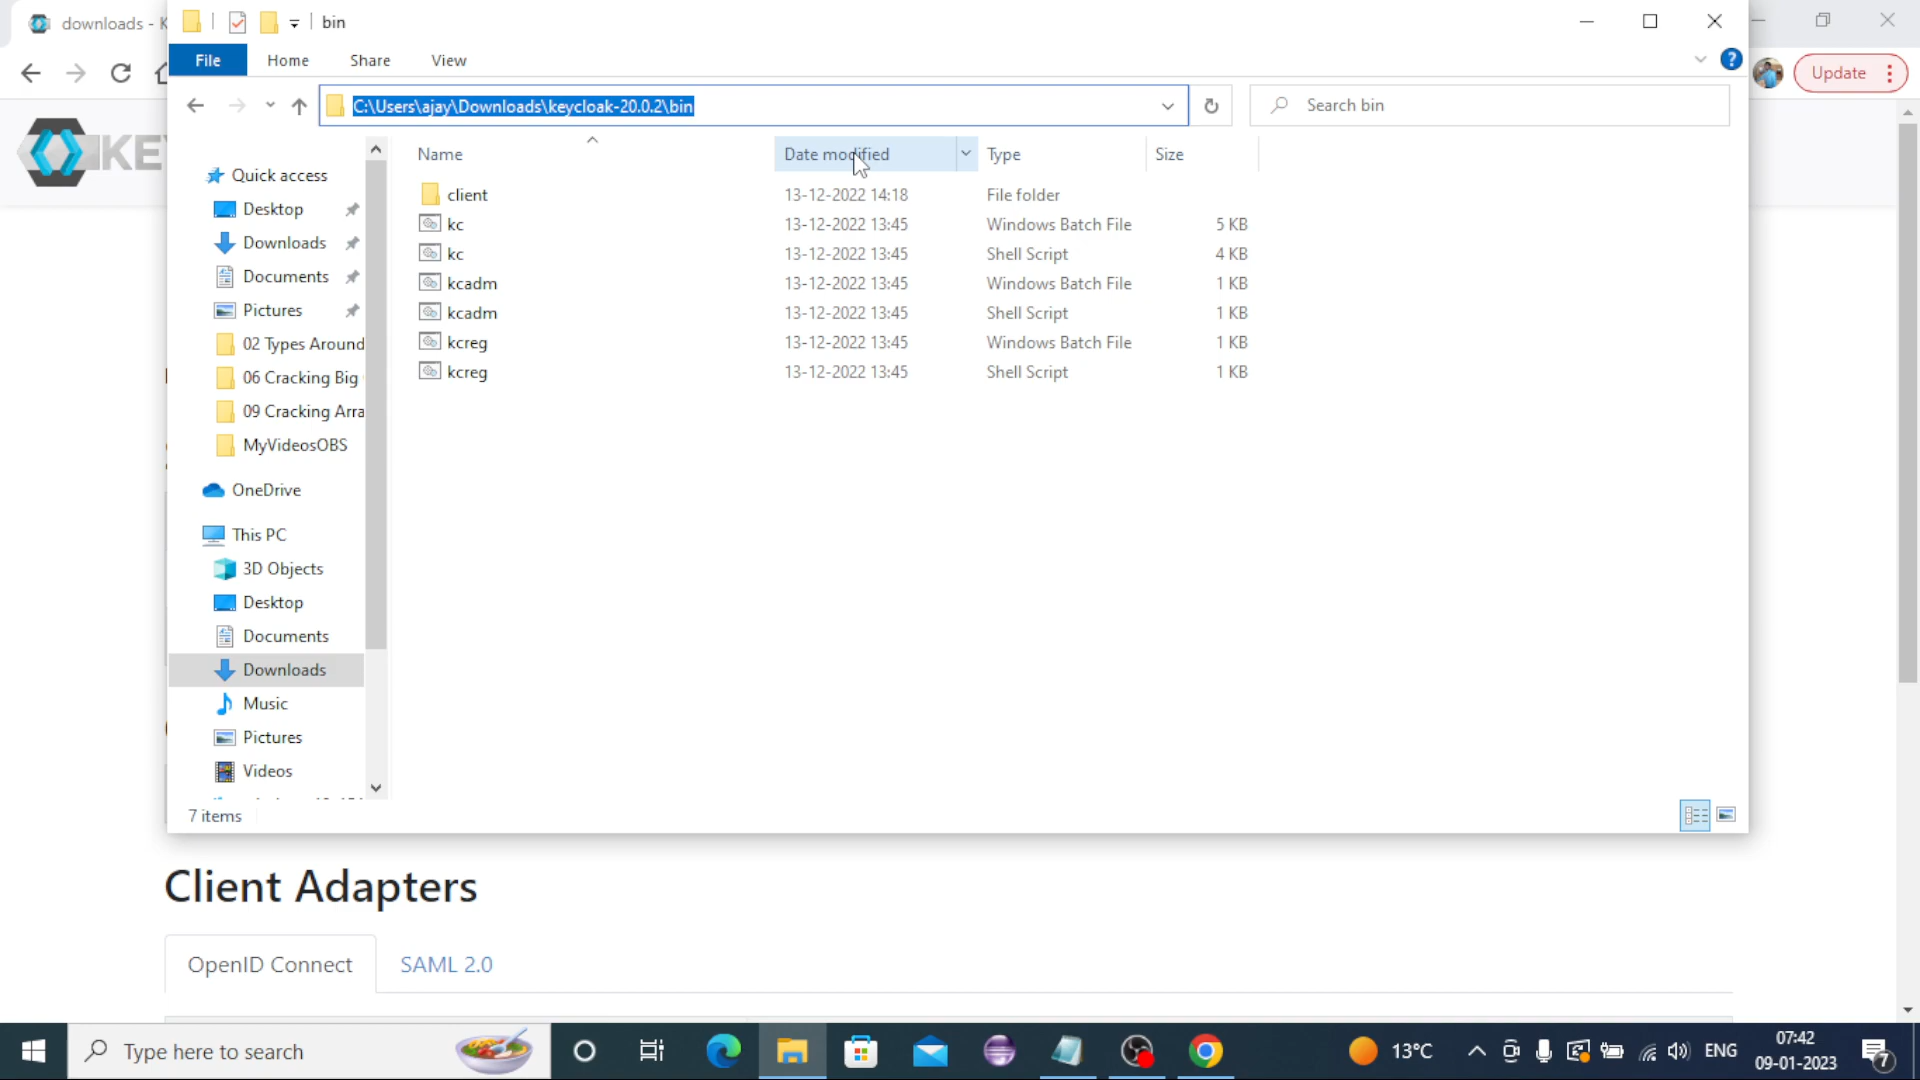 downloads - K
bin
File
Home
Share
View
Update
C:\Users\ajay\Downloads\keycloak-20.0.2\bin
Search bin
KE
Name
Date modified
Type
Size
Quick access
Desktop
Downloads
Documents
Pictures
02 Types Around
06 Cracking Big
09 Cracking Arra
MyVideosOBS
OneDrive
This PC
3D Objects
Desktop
Documents
Downloads
Music
Pictures
Videos
client 13-12-2022 14:18 File folder
kc 13-12-2022 13:45 Windows Batch File 5 KB
kc 13-12-2022 13:45 Shell Script 4 KB
kcadm 13-12-2022 13:45 Windows Batch File 1 KB
kcadm 13-12-2022 13:45 Shell Script 1 KB
kcreg 13-12-2022 13:45 Windows Batch File 1 KB
kcreg 13-12-2022 13:45 Shell Script 1 KB
7 items
Client Adapters
OpenID Connect
SAML 2.0
Type here to search
13°C
ENG
07:42
09-01-2023
7